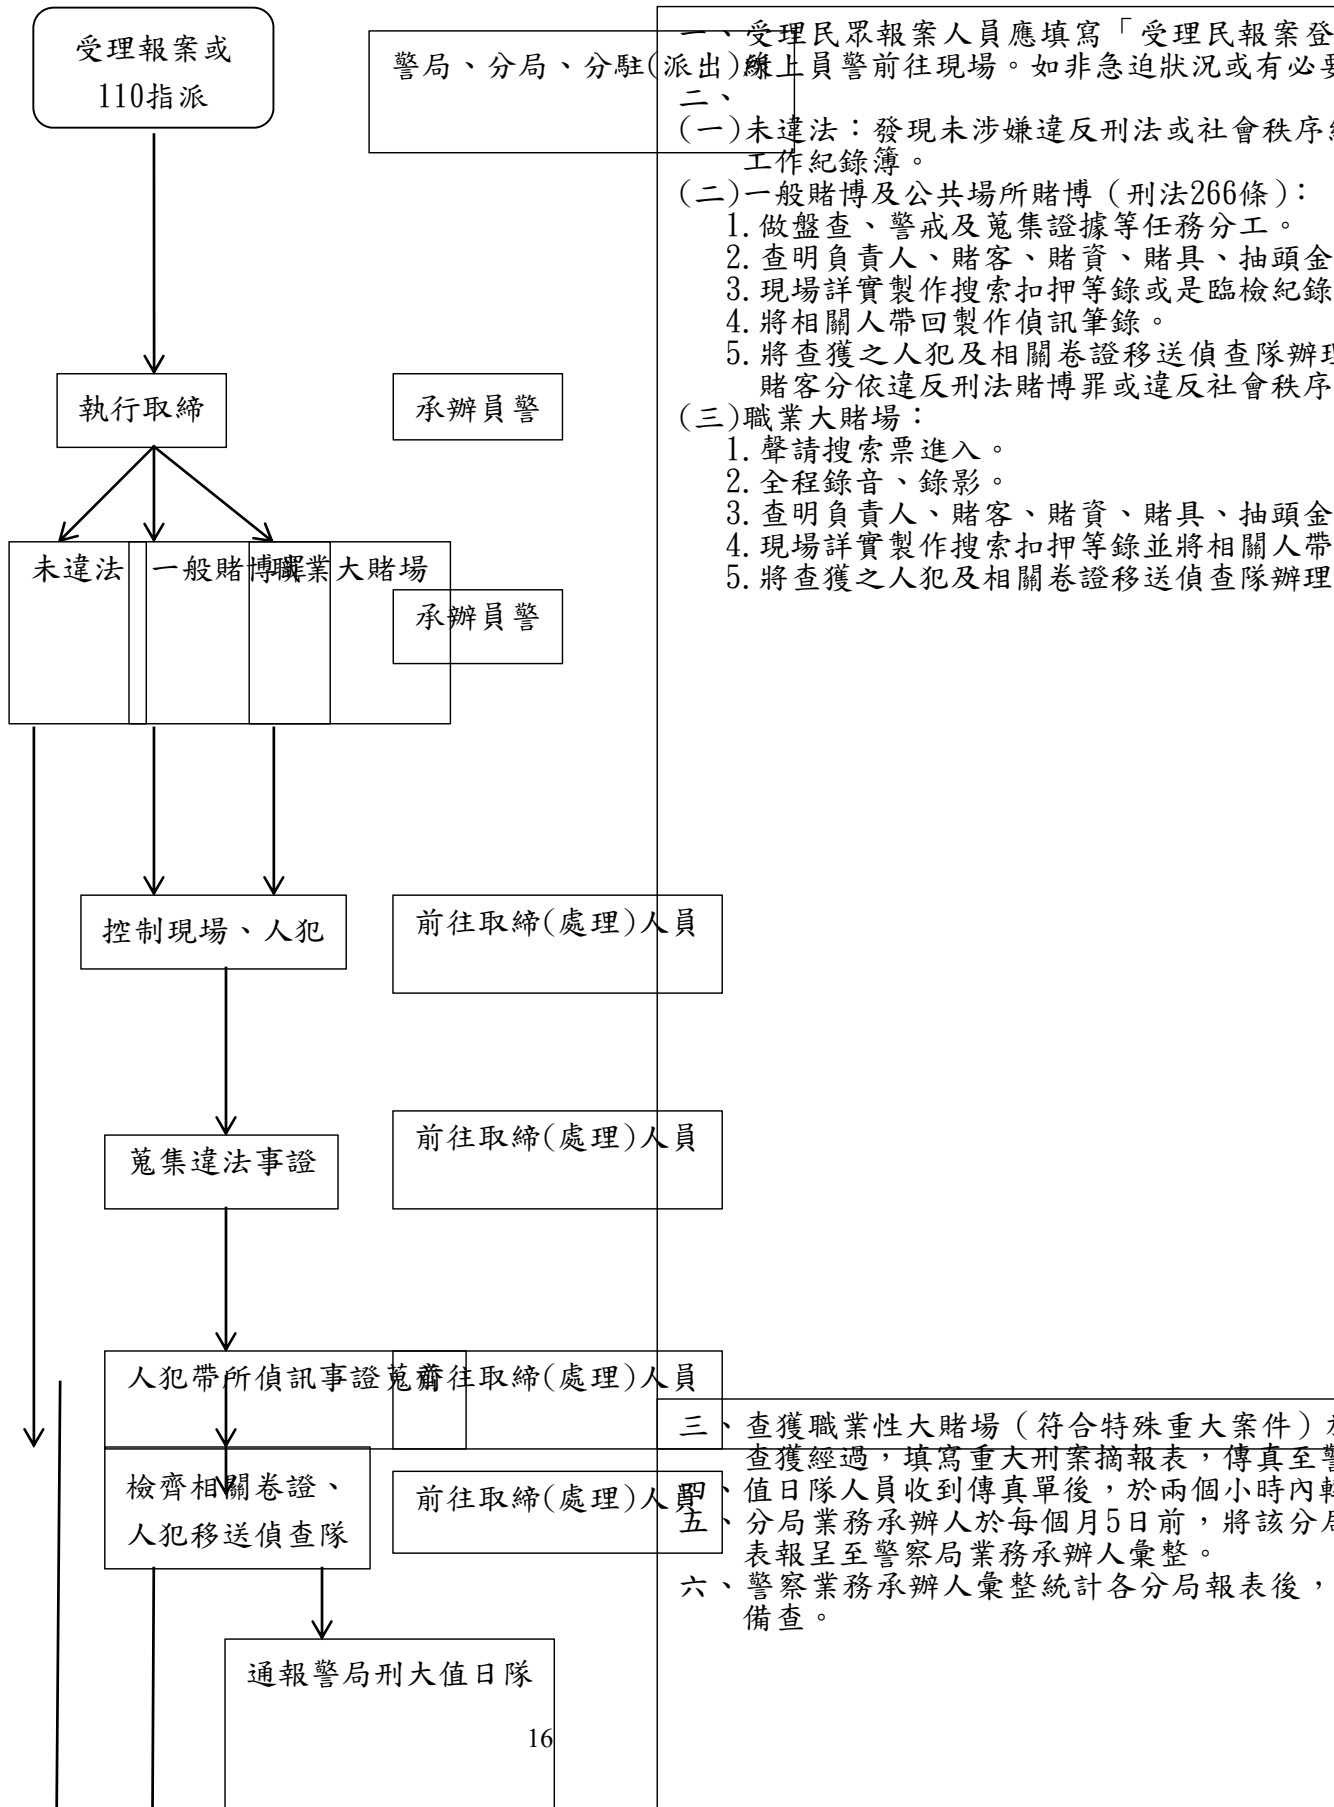 受理報案或
110指派
警局、分局、分駐(派出)
執行取締
承辦員警
未違法
一般賭博罪
職業大賭場
承辦員警
控制現場、人犯
前往取締(處理)人員
蒐集違法事證
前往取締(處理)人員
人犯帶所偵訊事證蒐齊
前往取締(處理)人員
檢齊相關卷證、
人犯移送偵查隊
前往取締(處理)人員
通報警局刑大值日隊
一、受理民眾報案人員應填寫「受理民報案登
線上員警前往現場。如非急迫狀況或有必要
二、
(一)未違法：發現未涉嫌違反刑法或社會秩序
工作紀錄簿。
(二)一般賭博及公共場所賭博（刑法266條）：
1.做盤查、警戒及蒐集證據等任務分工。
2.查明負責人、賭客、賭資、賭具、抽頭金
3.現場詳實製作搜索扣押等錄或是臨檢紀錄
4.將相關人帶回製作偵訊筆錄。
5.將查獲之人犯及相關卷證移送偵查隊辦理
賭客分依違反刑法賭博罪或違反社會秩序
(三)職業大賭場：
1.聲請搜索票進入。
2.全程錄音、錄影。
3.查明負責人、賭客、賭資、賭具、抽頭金
4.現場詳實製作搜索扣押等錄並將相關人帶
5.將查獲之人犯及相關卷證移送偵查隊辦理
三、查獲職業性大賭場（符合特殊重大案件）
查獲經過，填寫重大刑案摘報表，傳真至
四、值日隊人員收到傳真單後，於兩個小時內
五、分局業務承辦人於每個月5日前，將該分局
表報呈至警察局業務承辦人彙整。
六、警察業務承辦人彙整統計各分局報表後，
備查。
16